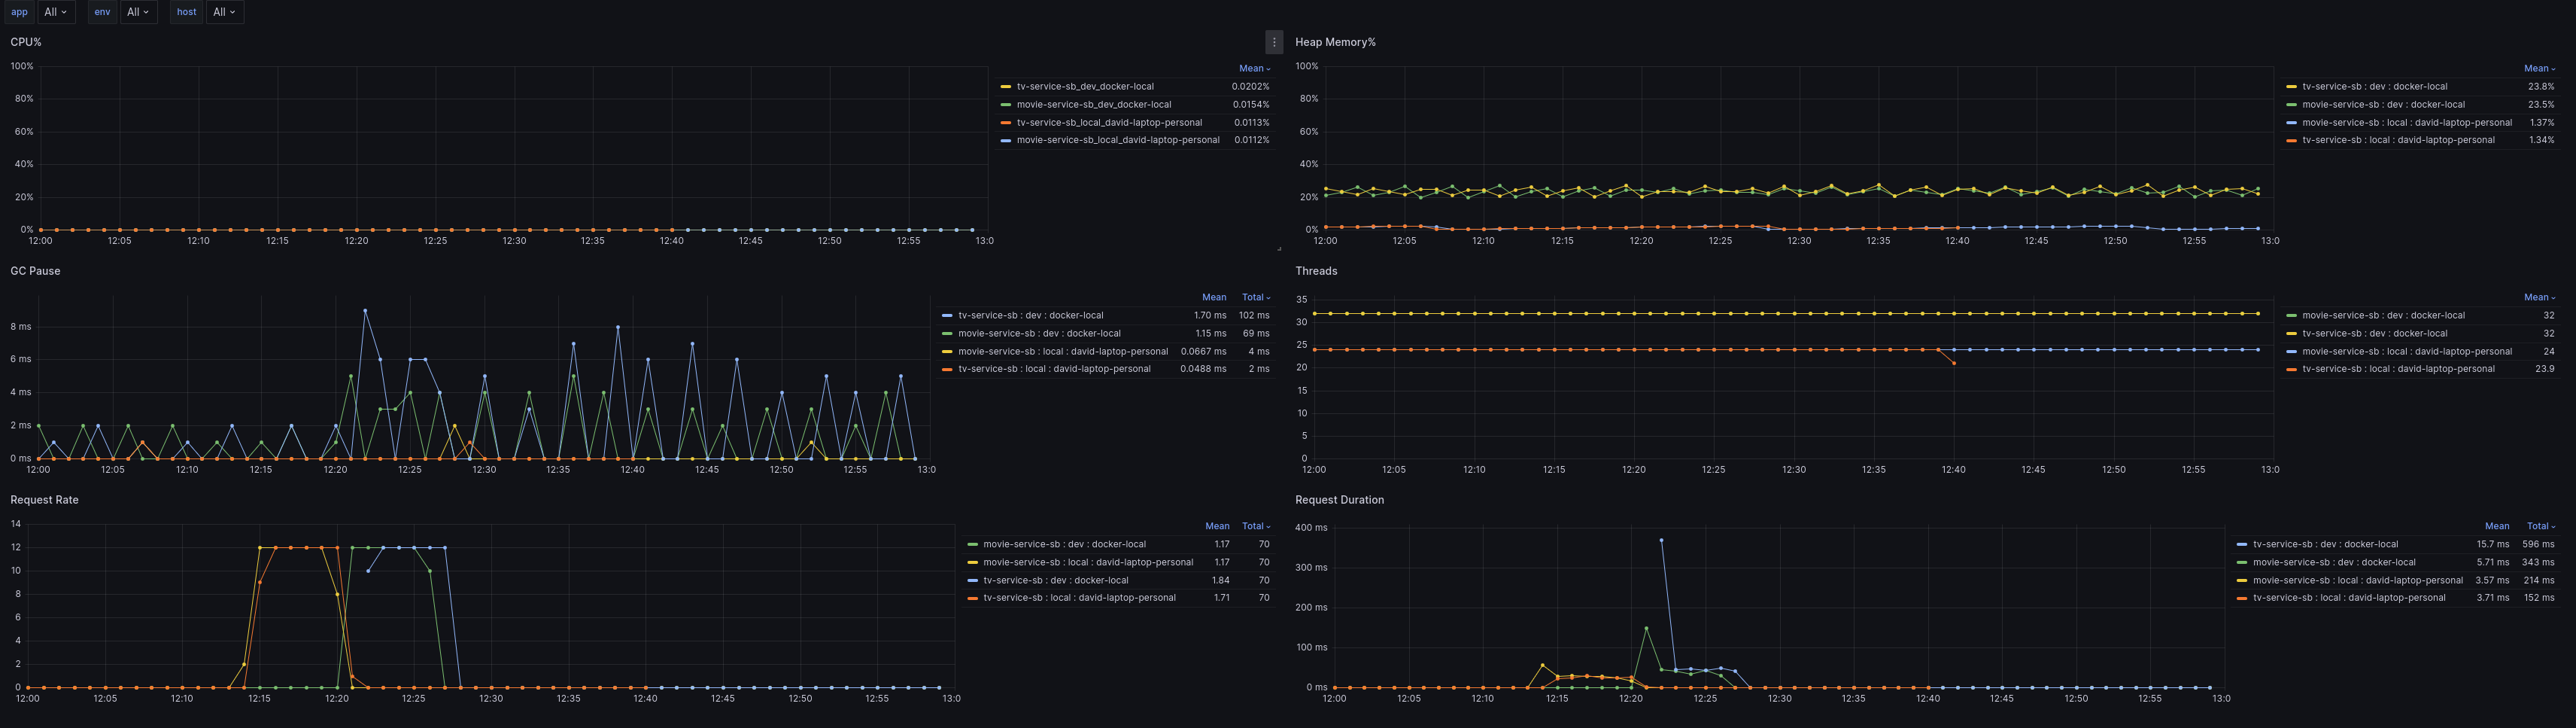 app All env All host All
CPU%
100%
80%
60%
40%
20%
0%
12:00 12:05 12:10 12:15 12:20 12:25 12:30 12:35 12:40 12:45 12:50 12:55 13:0
Mean
tv-service-sb_dev_docker-local 0.0202%
movie-service-sb_dev_docker-local 0.0154%
tv-service-sb_local_david-laptop-personal 0.0113%
movie-service-sb_local_david-laptop-personal 0.0112%
Heap Memory%
100%
80%
60%
40%
20%
0%
12:00 12:05 12:10 12:15 12:20 12:25 12:30 12:35 12:40 12:45 12:50 12:55 13:0
Mean
tv-service-sb : dev : docker-local 23.8%
movie-service-sb : dev : docker-local 23.5%
movie-service-sb : local : david-laptop-personal 1.37%
tv-service-sb : local : david-laptop-personal 1.34%
GC Pause
8 ms
6 ms
4 ms
2 ms
0 ms
12:00 12:05 12:10 12:15 12:20 12:25 12:30 12:35 12:40 12:45 12:50 12:55 13:0
Mean Total
tv-service-sb : dev : docker-local 1.70 ms 102 ms
movie-service-sb : dev : docker-local 1.15 ms 69 ms
movie-service-sb : local : david-laptop-personal 0.0667 ms 4 ms
tv-service-sb : local : david-laptop-personal 0.0488 ms 2 ms
Threads
35
30
25
20
15
10
5
0
12:00 12:05 12:10 12:15 12:20 12:25 12:30 12:35 12:40 12:45 12:50 12:55 13:0
Mean
movie-service-sb : dev : docker-local 32
tv-service-sb : dev : docker-local 32
movie-service-sb : local : david-laptop-personal 24
tv-service-sb : local : david-laptop-personal 23.9
Request Rate
14
12
10
8
6
4
2
0
12:00 12:05 12:10 12:15 12:20 12:25 12:30 12:35 12:40 12:45 12:50 12:55 13:0
Mean Total
movie-service-sb : dev : docker-local 1.17 70
movie-service-sb : local : david-laptop-personal 1.17 70
tv-service-sb : dev : docker-local 1.84 70
tv-service-sb : local : david-laptop-personal 1.71 70
Request Duration
400 ms
300 ms
200 ms
100 ms
0 ms
12:00 12:05 12:10 12:15 12:20 12:25 12:30 12:35 12:40 12:45 12:50 12:55 13:0
Mean Total
tv-service-sb : dev : docker-local 15.7 ms 596 ms
movie-service-sb : dev : docker-local 5.71 ms 343 ms
movie-service-sb : local : david-laptop-personal 3.57 ms 214 ms
tv-service-sb : local : david-laptop-personal 3.71 ms 152 ms